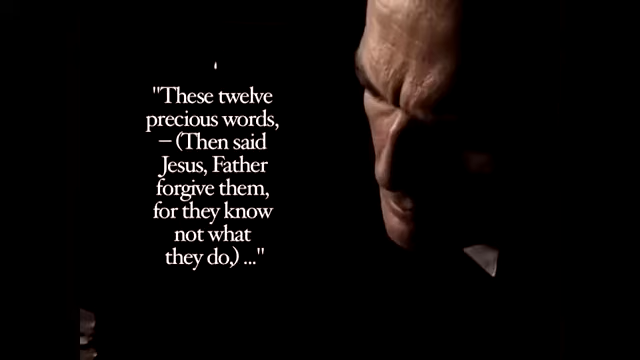 "These twelve
precious words,
—(Then said
Jesus, Father
forgive them,
for they know
not what
they do,) ..."